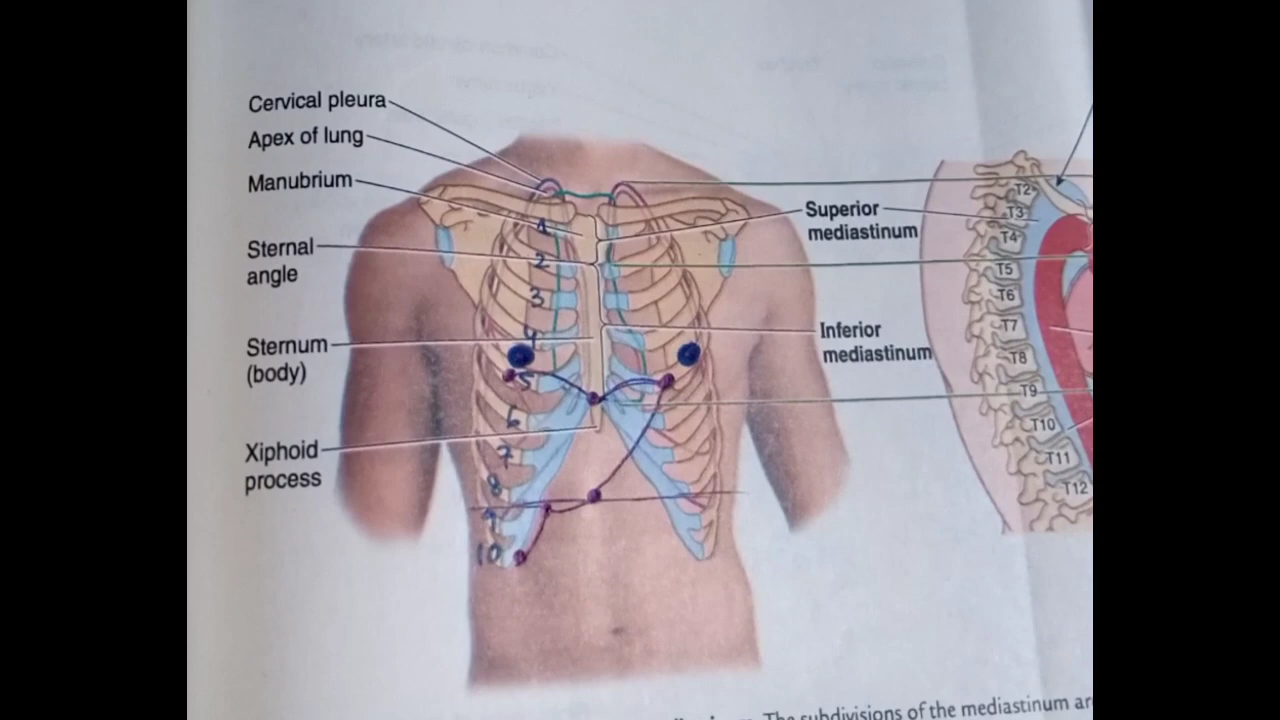 Cervical pleura
Apex of lung
Manubrium
Sternal
angle
Sternum
(body)
Xiphoid
process
1
2
3
4
5
6
7
8
9
10
Superior
mediastinum
Inferior
mediastinum
T2
T3
T4
T5
T6
T7
T8
T9
T10
T11
T12
The subdivisions of the mediastinum